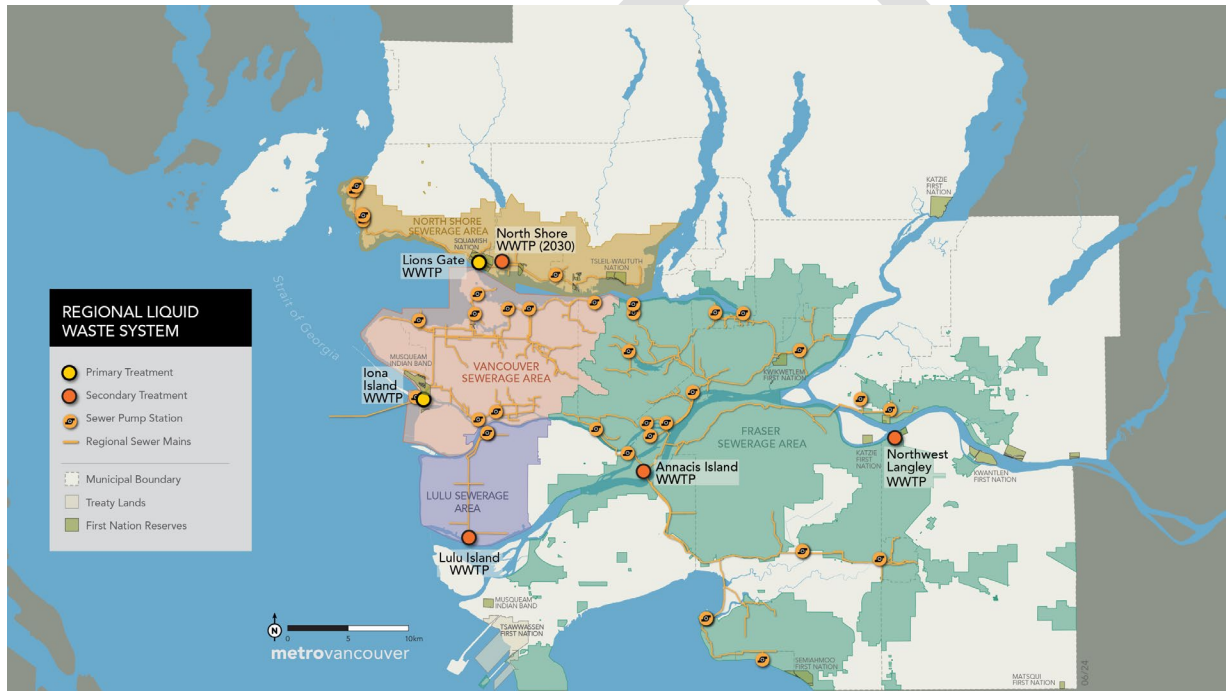 KATZIE
FIRST
NATION
NORTH SHORE
SEWERAGE AREA
SQUAMISH
NATION
North Shore
WWTP (2030)
Lions Gate
WWTP
TSLEIL-WAUTUTH
NATION
Strait of Georgia
REGIONAL LIQUID
WASTE SYSTEM
Primary Treatment
Secondary Treatment
Sewer Pump Station
Regional Sewer Mains
Municipal Boundary
Treaty Lands
First Nation Reserves
MUSQUEAM
INDIAN BAND
VANCOUVER
SEWERAGE AREA
Iona
Island
WWTP
KWIKWETLEM
FIRST NATION
FRASER
SEWERAGE AREA
KATZIE
FIRST
NATION
Northwest
Langley
WWTP
KWANTLEN
FIRST NATION
Annacis Island
WWTP
LULU SEWERAGE
AREA
Lulu Island
WWTP
MUSQUEAM
INDIAN BAND
TSAWWASSEN
FIRST NATION
N
0 5 10km
metrovancouver
SEMIAHMOO
FIRST NATION
MATSQUI
FIRST NATION
06/24